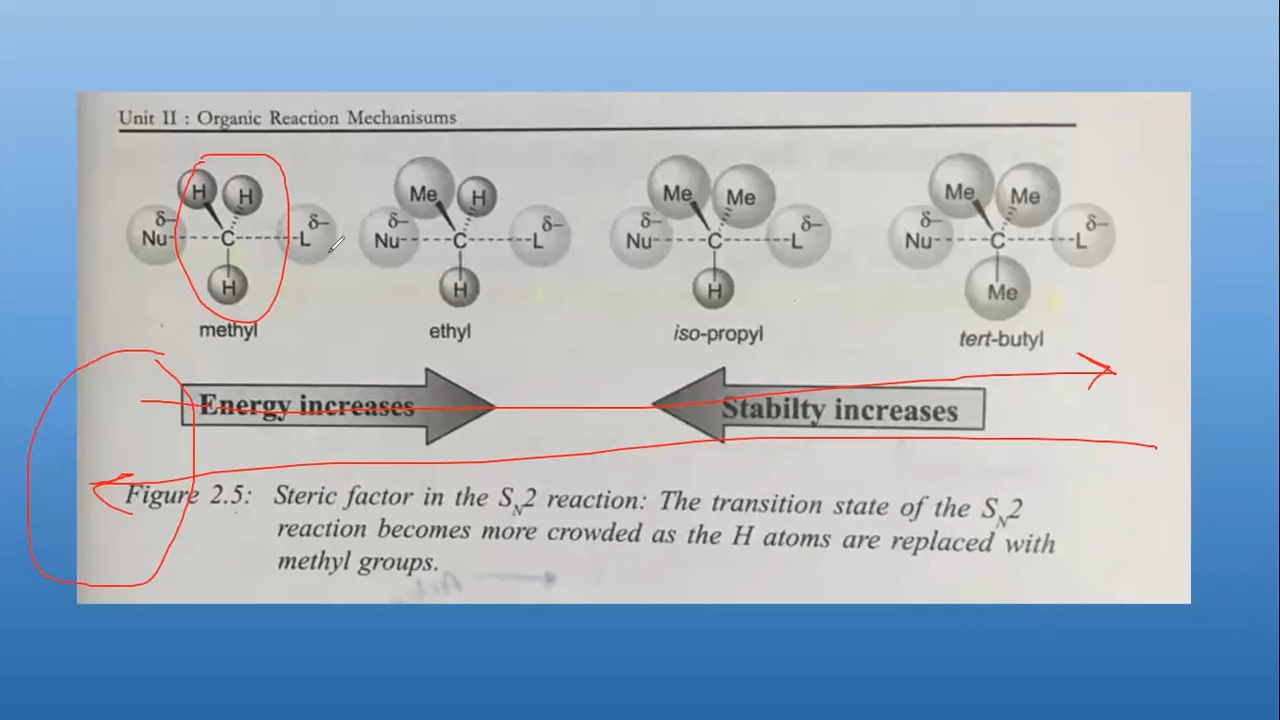 Unit II : Organic Reaction Mechanisums
H H Me H Me Me Me Me
δ– δ– δ– δ– δ– δ– δ– δ–
Nu C L Nu C L Nu C L Nu C L
H H H Me
methyl ethyl iso-propyl tert-butyl
Energy increases Stabilty increases
Figure 2.5: Steric factor in the SN2 reaction: The transition state of the SN2
reaction becomes more crowded as the H atoms are replaced with
methyl groups.